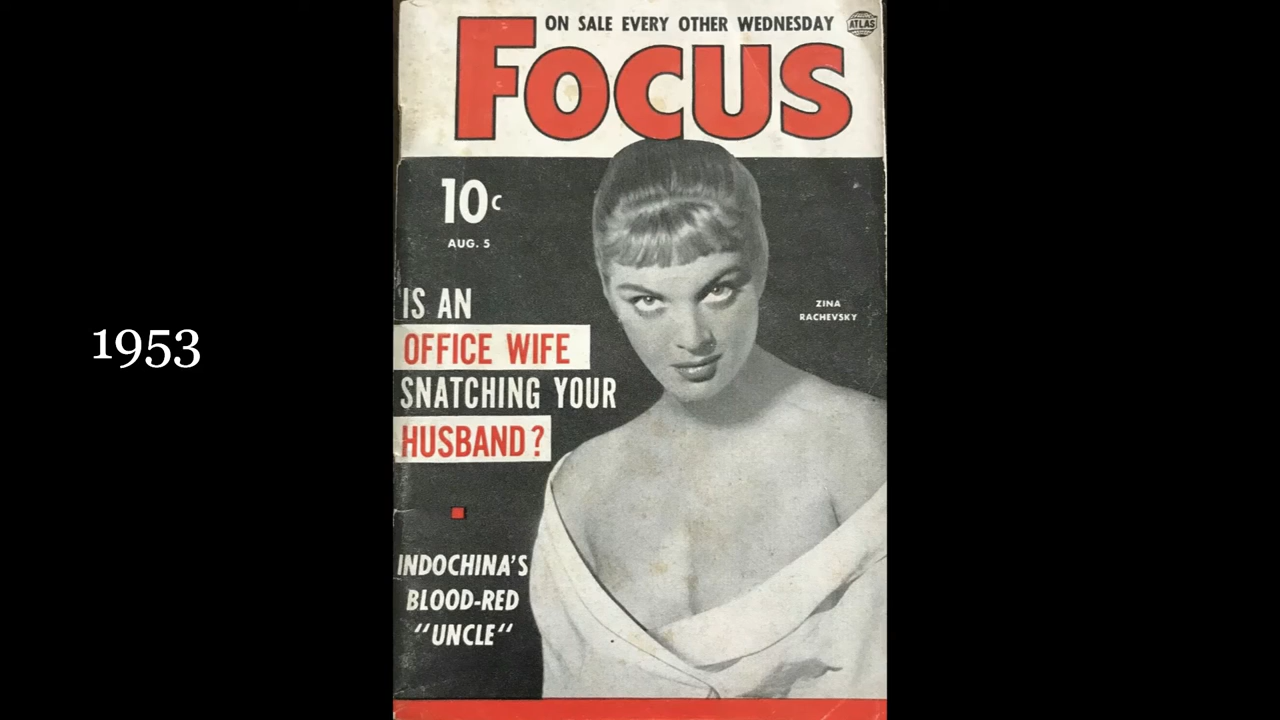 ON SALE EVERY OTHER WEDNESDAY
ATLAS
FOCUS
10c
AUG. 5
IS AN
OFFICE WIFE
SNATCHING YOUR
HUSBAND?
ZINA
RACHEVSKY
1953
INDOCHINA'S
BLOOD-RED
"UNCLE"